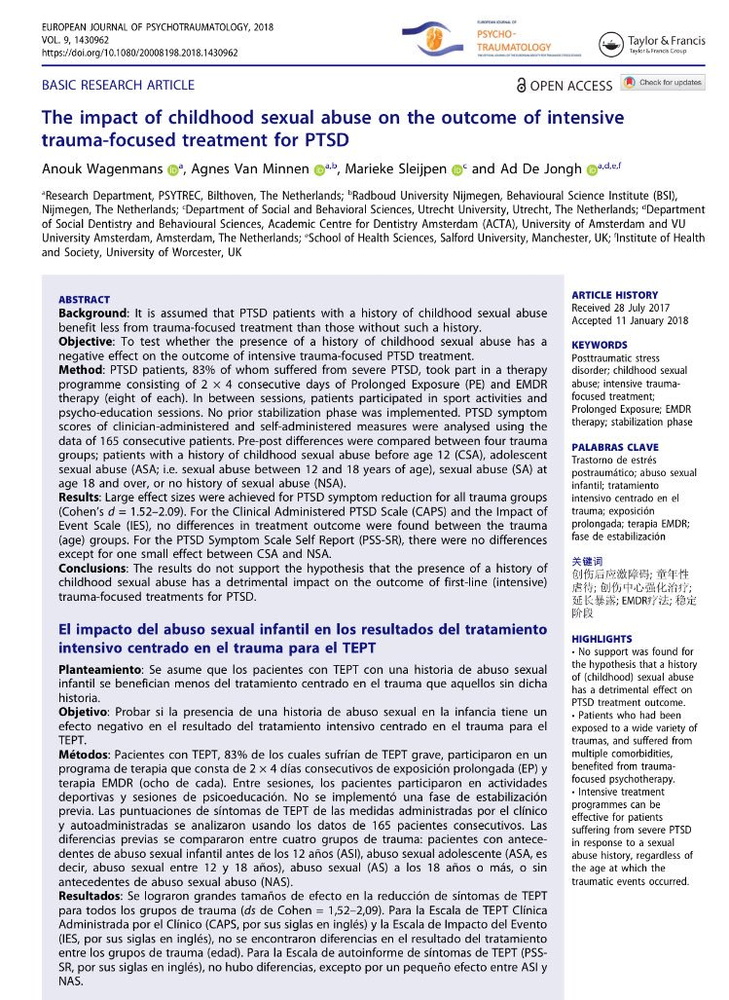 EUROPEAN JOURNAL OF PSYCHOTRAUMATOLOGY, 2018
VOL. 9, 1430962
https://doi.org/10.1080/20008198.2018.1430962
EUROPEAN JOURNAL OF
PSYCHO-
TRAUMATOLOGY
Taylor & Francis
Taylor & Francis Group
BASIC RESEARCH ARTICLE
OPEN ACCESS
Check for updates
The impact of childhood sexual abuse on the outcome of intensive
trauma-focused treatment for PTSD
Anouk Wagenmans iD a, Agnes Van Minnen iD a,b, Marieke Sleijpen iD c and Ad De Jongh iD a,d,e,f
aResearch Department, PSYTREC, Bilthoven, The Netherlands; bRadboud University Nijmegen, Behavioural Science Institute (BSI),
Nijmegen, The Netherlands; cDepartment of Social and Behavioral Sciences, Utrecht University, Utrecht, The Netherlands; dDepartment
of Social Dentistry and Behavioural Sciences, Academic Centre for Dentistry Amsterdam (ACTA), University of Amsterdam and VU
University Amsterdam, Amsterdam, The Netherlands; eSchool of Health Sciences, Salford University, Manchester, UK; fInstitute of Health
and Society, University of Worcester, UK
ABSTRACT
Background: It is assumed that PTSD patients with a history of childhood sexual abuse
benefit less from trauma-focused treatment than those without such a history.
Objective: To test whether the presence of a history of childhood sexual abuse has a
negative effect on the outcome of intensive trauma-focused PTSD treatment.
Method: PTSD patients, 83% of whom suffered from severe PTSD, took part in a therapy
programme consisting of 2 × 4 consecutive days of Prolonged Exposure (PE) and EMDR
therapy (eight of each). In between sessions, patients participated in sport activities and
psycho-education sessions. No prior stabilization phase was implemented. PTSD symptom
scores of clinician-administered and self-administered measures were analysed using the
data of 165 consecutive patients. Pre-post differences were compared between four trauma
groups; patients with a history of childhood sexual abuse before age 12 (CSA), adolescent
sexual abuse (ASA; i.e. sexual abuse between 12 and 18 years of age), sexual abuse (SA) at
age 18 and over, or no history of sexual abuse (NSA).
Results: Large effect sizes were achieved for PTSD symptom reduction for all trauma groups
(Cohen's d = 1.52–2.09). For the Clinical Administered PTSD Scale (CAPS) and the Impact of
Event Scale (IES), no differences in treatment outcome were found between the trauma
(age) groups. For the PTSD Symptom Scale Self Report (PSS-SR), there were no differences
except for one small effect between CSA and NSA.
Conclusions: The results do not support the hypothesis that the presence of a history of
childhood sexual abuse has a detrimental impact on the outcome of first-line (intensive)
trauma-focused treatments for PTSD.
El impacto del abuso sexual infantil en los resultados del tratamiento
intensivo centrado en el trauma para el TEPT
Planteamiento: Se asume que los pacientes con TEPT con una historia de abuso sexual
infantil se benefician menos del tratamiento centrado en el trauma que aquellos sin dicha
historia.
Objetivo: Probar si la presencia de una historia de abuso sexual en la infancia tiene un
efecto negativo en el resultado del tratamiento intensivo centrado en el trauma para el
TEPT.
Métodos: Pacientes con TEPT, 83% de los cuales sufrían de TEPT grave, participaron en un
programa de terapia que consta de 2 × 4 días consecutivos de exposición prolongada (EP) y
terapia EMDR (ocho de cada). Entre sesiones, los pacientes participaron en actividades
deportivas y sesiones de psicoeducación. No se implementó una fase de estabilización
previa. Las puntuaciones de síntomas de TEPT de las medidas administradas por el clínico
y autoadministradas se analizaron usando los datos de 165 pacientes consecutivos. Las
diferencias previas se compararon entre cuatro grupos de trauma: pacientes con antece-
dentes de abuso sexual infantil antes de los 12 años (ASI), abuso sexual adolescente (ASA, es
decir, abuso sexual entre 12 y 18 años), abuso sexual (AS) a los 18 años o más, o sin
antecedentes de abuso sexual abuso (NAS).
Resultados: Se lograron grandes tamaños de efecto en la reducción de síntomas de TEPT
para todos los grupos de trauma (ds de Cohen = 1,52–2,09). Para la Escala de TEPT Clínica
Administrada por el Clínico (CAPS, por sus siglas en inglés) y la Escala de Impacto del Evento
(IES, por sus siglas en inglés), no se encontraron diferencias en el resultado del tratamiento
entre los grupos de trauma (edad). Para la Escala de autoinforme de síntomas de TEPT (PSS-
SR, por sus siglas en inglés), no hubo diferencias, excepto por un pequeño efecto entre ASI y
NAS.
ARTICLE HISTORY
Received 28 July 2017
Accepted 11 January 2018
KEYWORDS
Posttraumatic stress
disorder; childhood sexual
abuse; intensive trauma-
focused treatment;
Prolonged Exposure; EMDR
therapy; stabilization phase
PALABRAS CLAVE
Trastorno de estrés
postraumático; abuso sexual
infantil; tratamiento
intensivo centrado en el
trauma; exposición
prolongada; terapia EMDR;
fase de estabilización
关键词
创伤后应激障碍; 童年性
虐待; 创伤中心强化治疗;
延长暴露; EMDR疗法; 稳定
阶段
HIGHLIGHTS
• No support was found for
the hypothesis that a history
of (childhood) sexual abuse
has a detrimental effect on
PTSD treatment outcome.
• Patients who had been
exposed to a wide variety of
traumas, and suffered from
multiple comorbidities,
benefited from trauma-
focused psychotherapy.
• Intensive treatment
programmes can be
effective for patients
suffering from severe PTSD
in response to a sexual
abuse history, regardless of
the age at which the
traumatic events occurred.